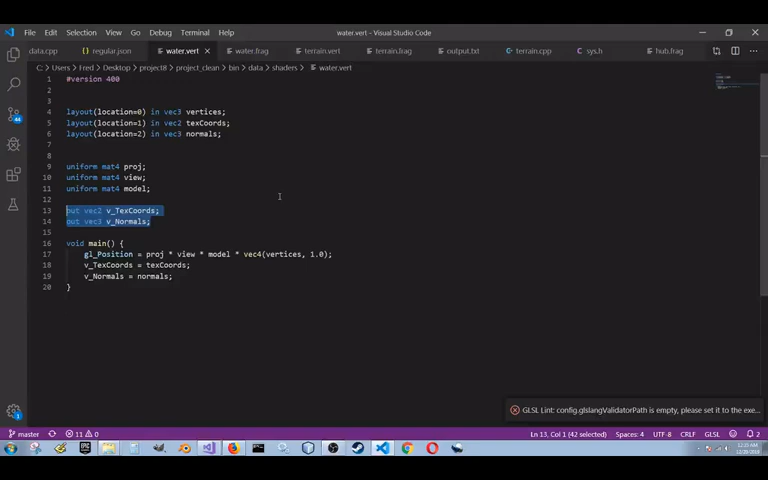 File Edit Selection View Go Debug Terminal Help
water.vert - Visual Studio Code
data.cpp regular.json water.vert water.frag terrain.vert terrain.frag output.txt terrain.cpp sys.h hub.frag
C: > Users > Fred > Desktop > project8 > project_clean > bin > data > shaders > water.vert
1 #version 400
2
3
4 layout(location=0) in vec3 vertices;
5 layout(location=1) in vec2 texCoords;
6 layout(location=2) in vec3 normals;
7
8
9 uniform mat4 proj;
10 uniform mat4 view;
11 uniform mat4 model;
12
13 out vec2 v_TexCoords;
14 out vec3 v_Normals;
15
16 void main() {
17 gl_Position = proj * view * model * vec4(vertices, 1.0);
18 v_TexCoords = texCoords;
19 v_Normals = normals;
20 }
44
GLSL Lint: config.glslangValidatorPath is empty, please set it to the exe...
1
master 11 0 Ln 13, Col 1 (42 selected) Spaces: 4 UTF-8 CRLF GLSL 2
EPIC